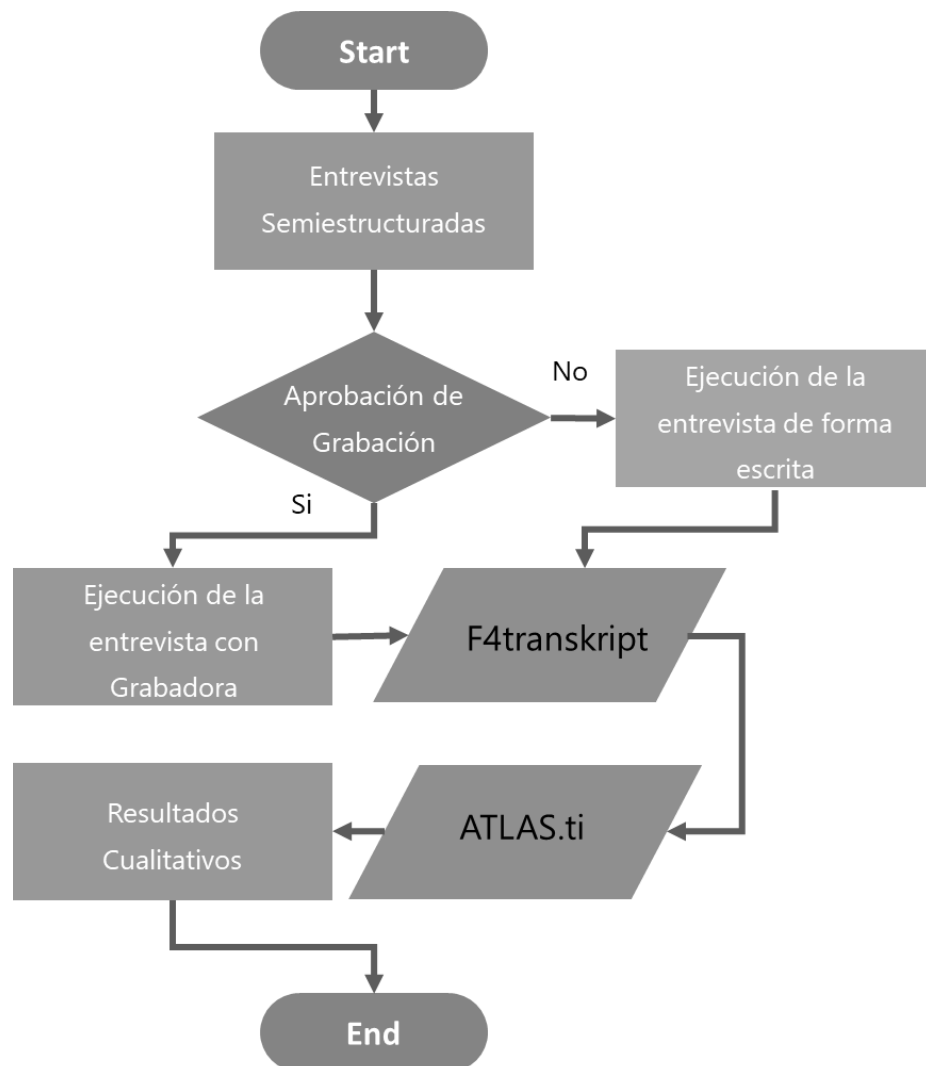 Start
Entrevistas
Semiestructuradas
Aprobación de
Grabación
No
Ejecución de la
entrevista de forma
escrita
Si
Ejecución de la
entrevista con
Grabadora
F4transkript
ATLAS.ti
Resultados
Cualitativos
End